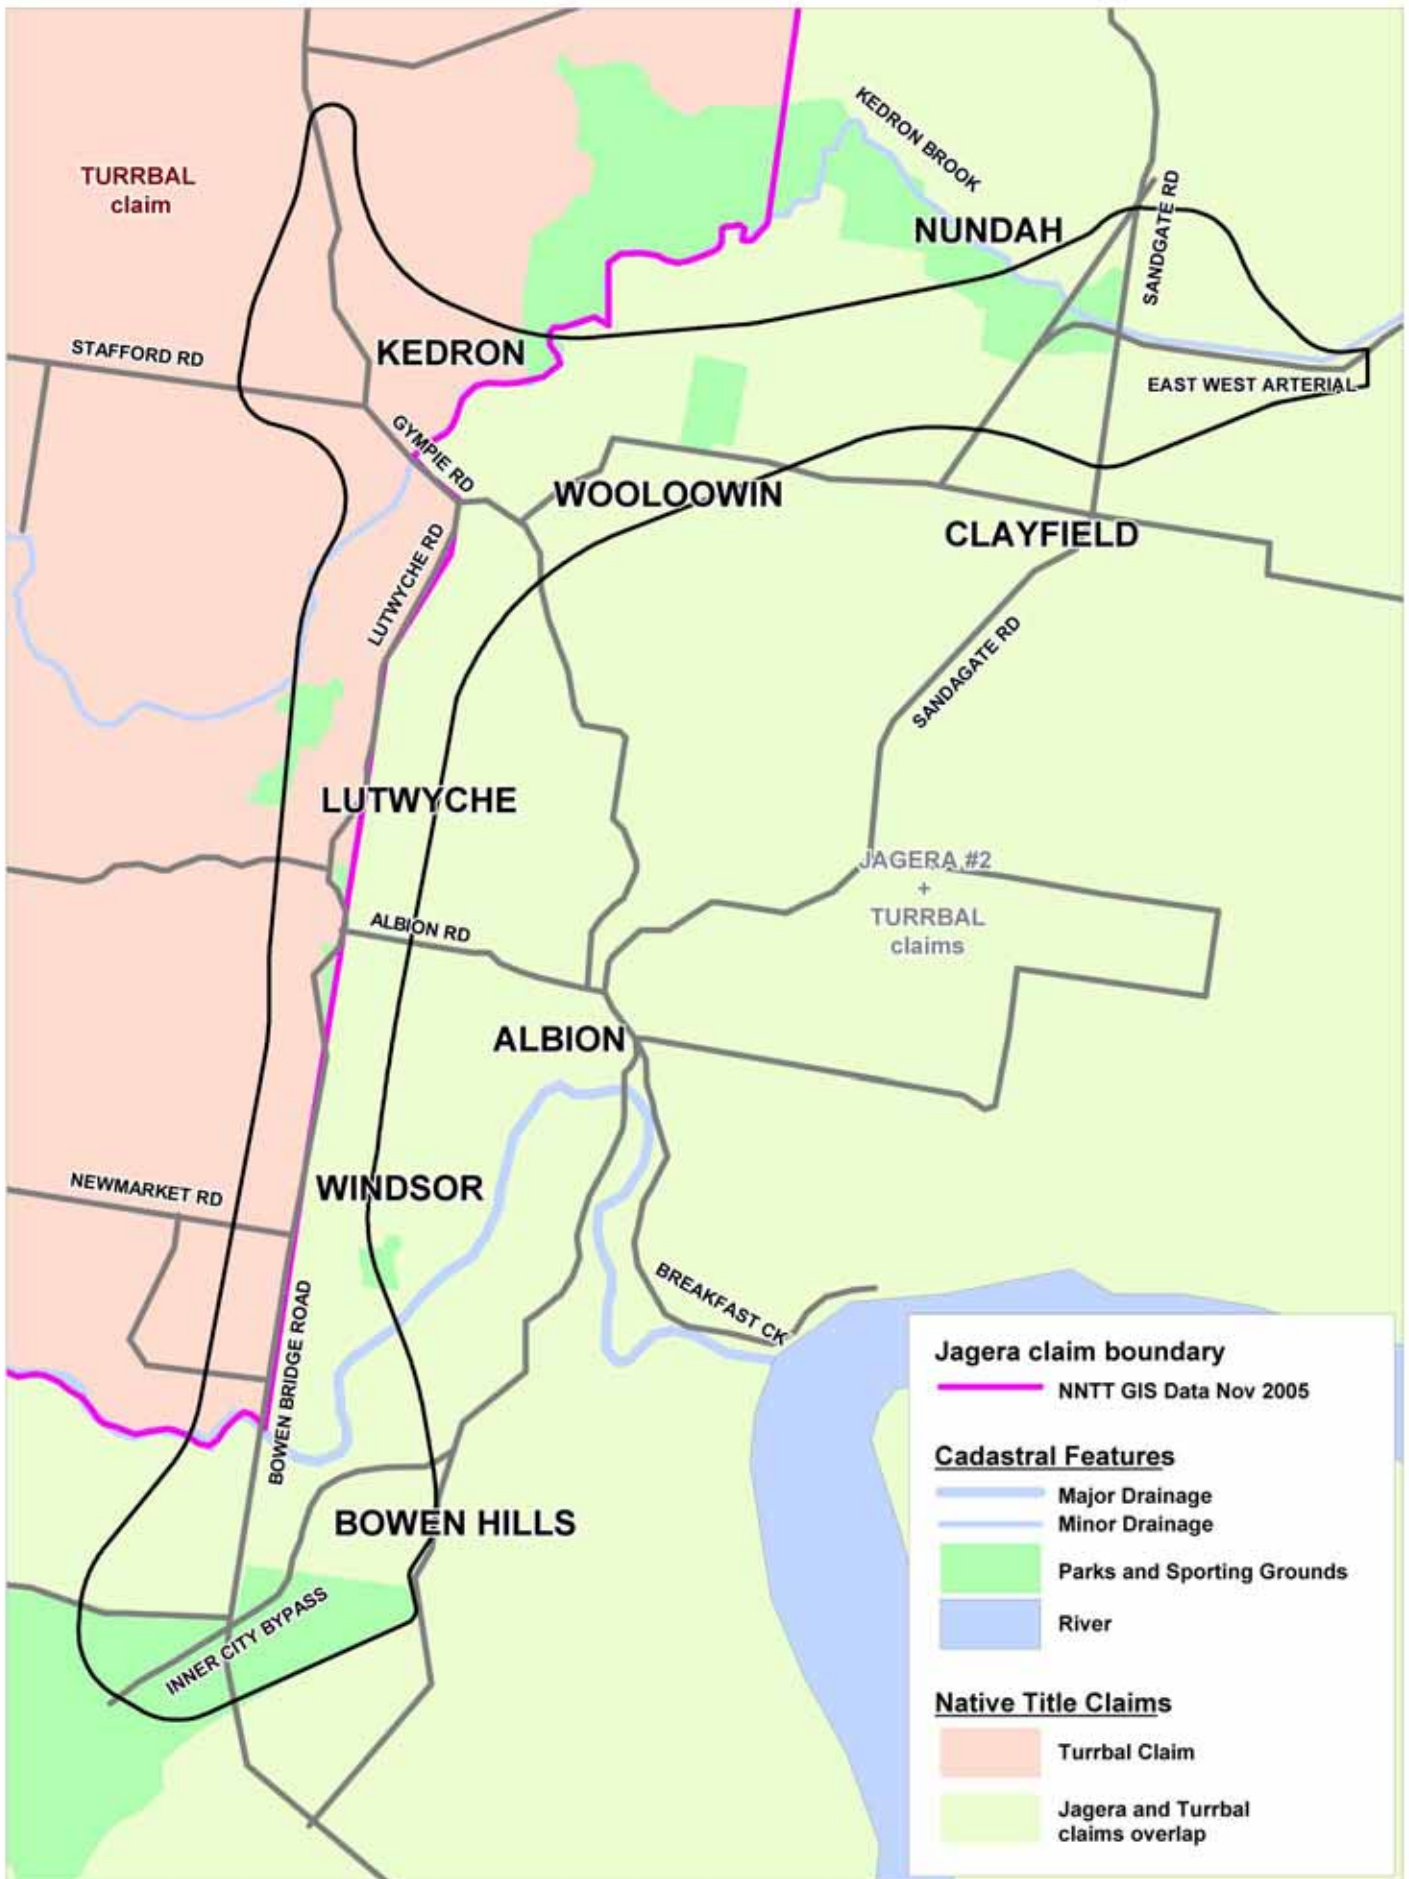 KEDRON BROOK
TURRBAL
claim
SANDGATE RD
NUNDAH
STAFFORD RD
KEDRON
EAST WEST ARTERIAL
GYMPIE RD
WOOLOOWIN
CLAYFIELD
LUTWYCHE RD
SANDAGATE RD
LUTWYCHE
JAGERA #2
+
TURRBAL
claims
ALBION RD
ALBION
NEWMARKET RD
WINDSOR
BREAKFAST CK
BOWEN BRIDGE ROAD
BOWEN HILLS
INNER CITY BYPASS
Jagera claim boundary
NNTT GIS Data Nov 2005
Cadastral Features
Major Drainage
Minor Drainage
Parks and Sporting Grounds
River
Native Title Claims
Turrbal Claim
Jagera and Turrbal
claims overlap